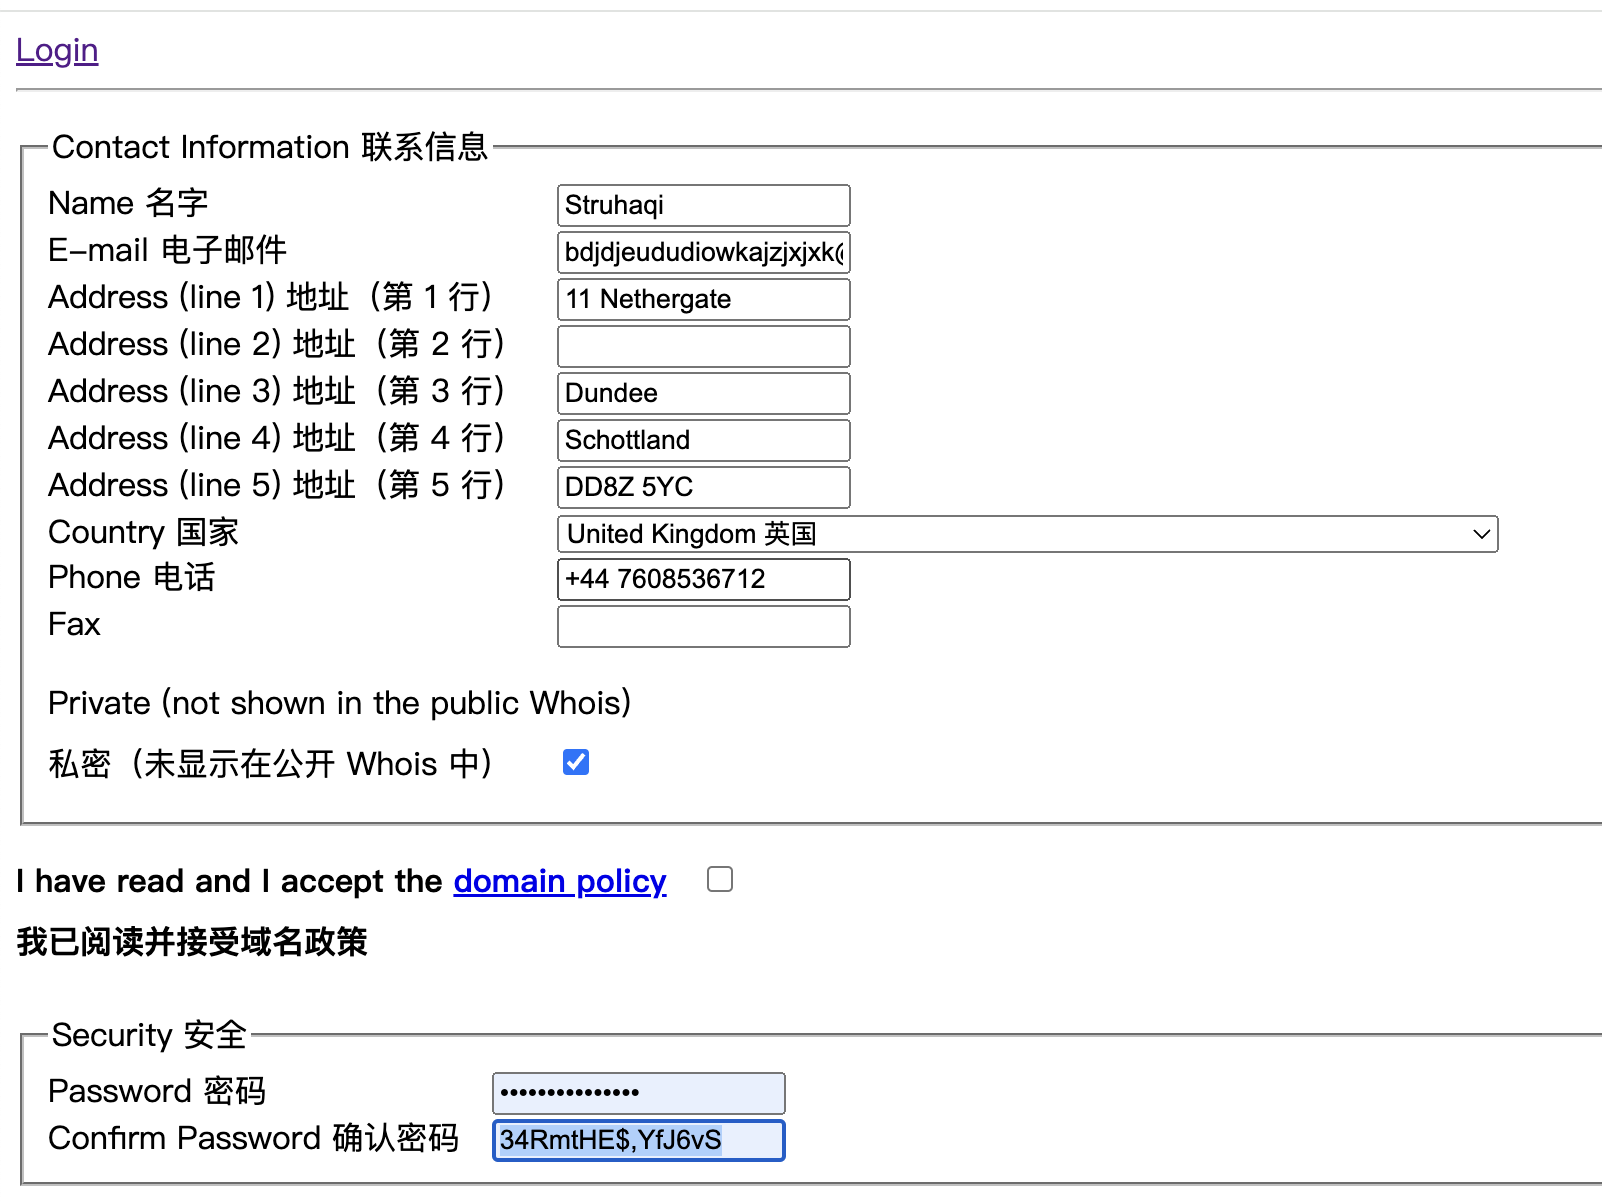 Login
Contact Information 联系信息
Name 名字 Struhaqi
E-mail 电子邮件 bdjdjeududiowkajzjxjxk@
Address (line 1) 地址（第 1 行） 11 Nethergate
Address (line 2) 地址（第 2 行）
Address (line 3) 地址（第 3 行） Dundee
Address (line 4) 地址（第 4 行） Schottland
Address (line 5) 地址（第 5 行） DD8Z 5YC
Country 国家 United Kingdom 英国
Phone 电话 +44 7608536712
Fax
Private (not shown in the public Whois)
私密（未显示在公开 Whois 中）
I have read and I accept the domain policy
我已阅读并接受域名政策
Security 安全
Password 密码 •••••••••••••••
Confirm Password 确认密码 34RmtHE$,YfJ6vS